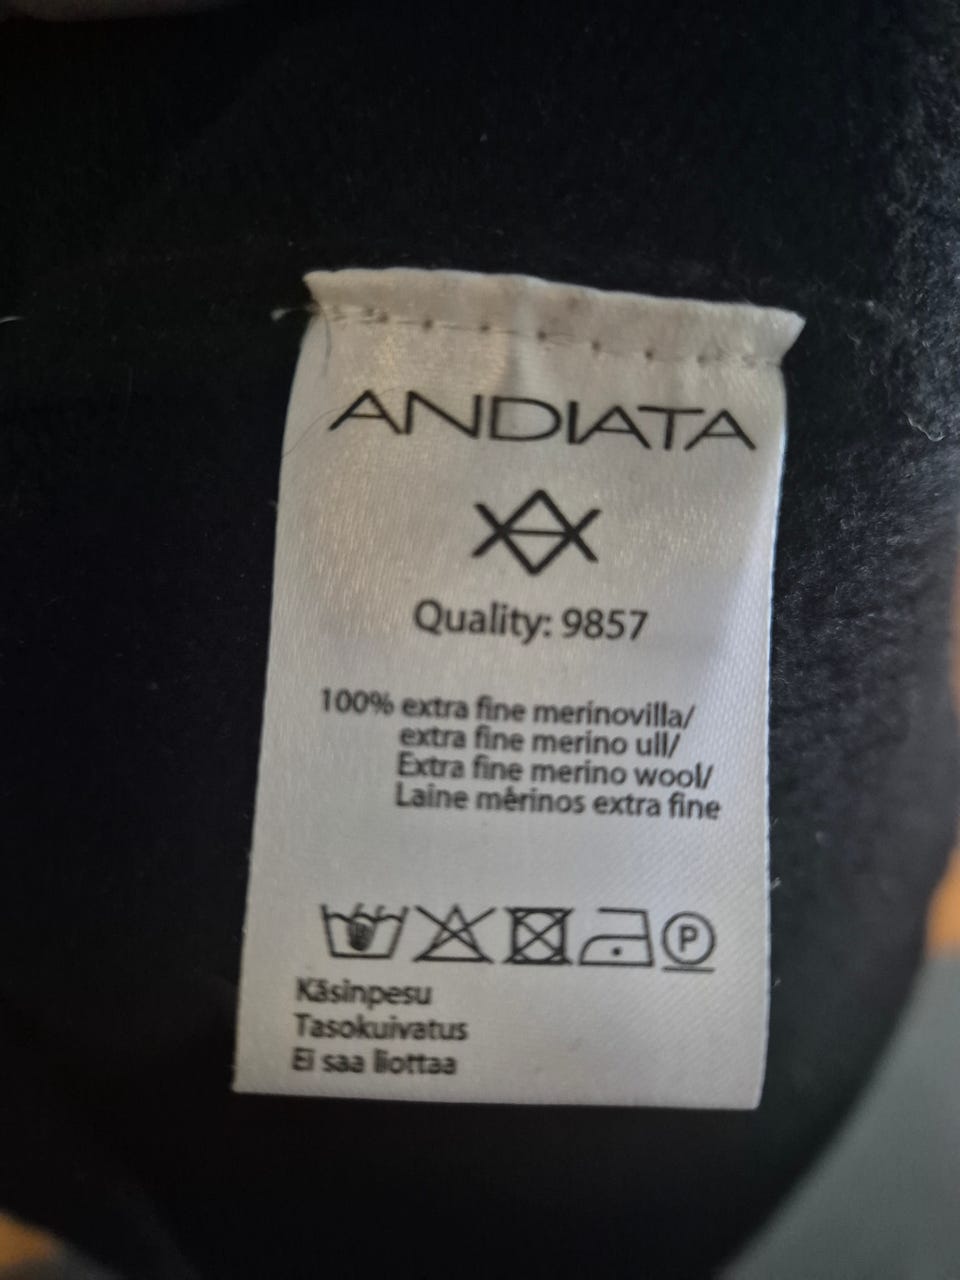 ANDIATA
Quality: 9857
100% extra fine merinovilla/
extra fine merino ull/
Extra fine merino wool/
Laine mèrinos extra fine
P
Käsinpesu
Tasokuivatus
Ei saa liottaa